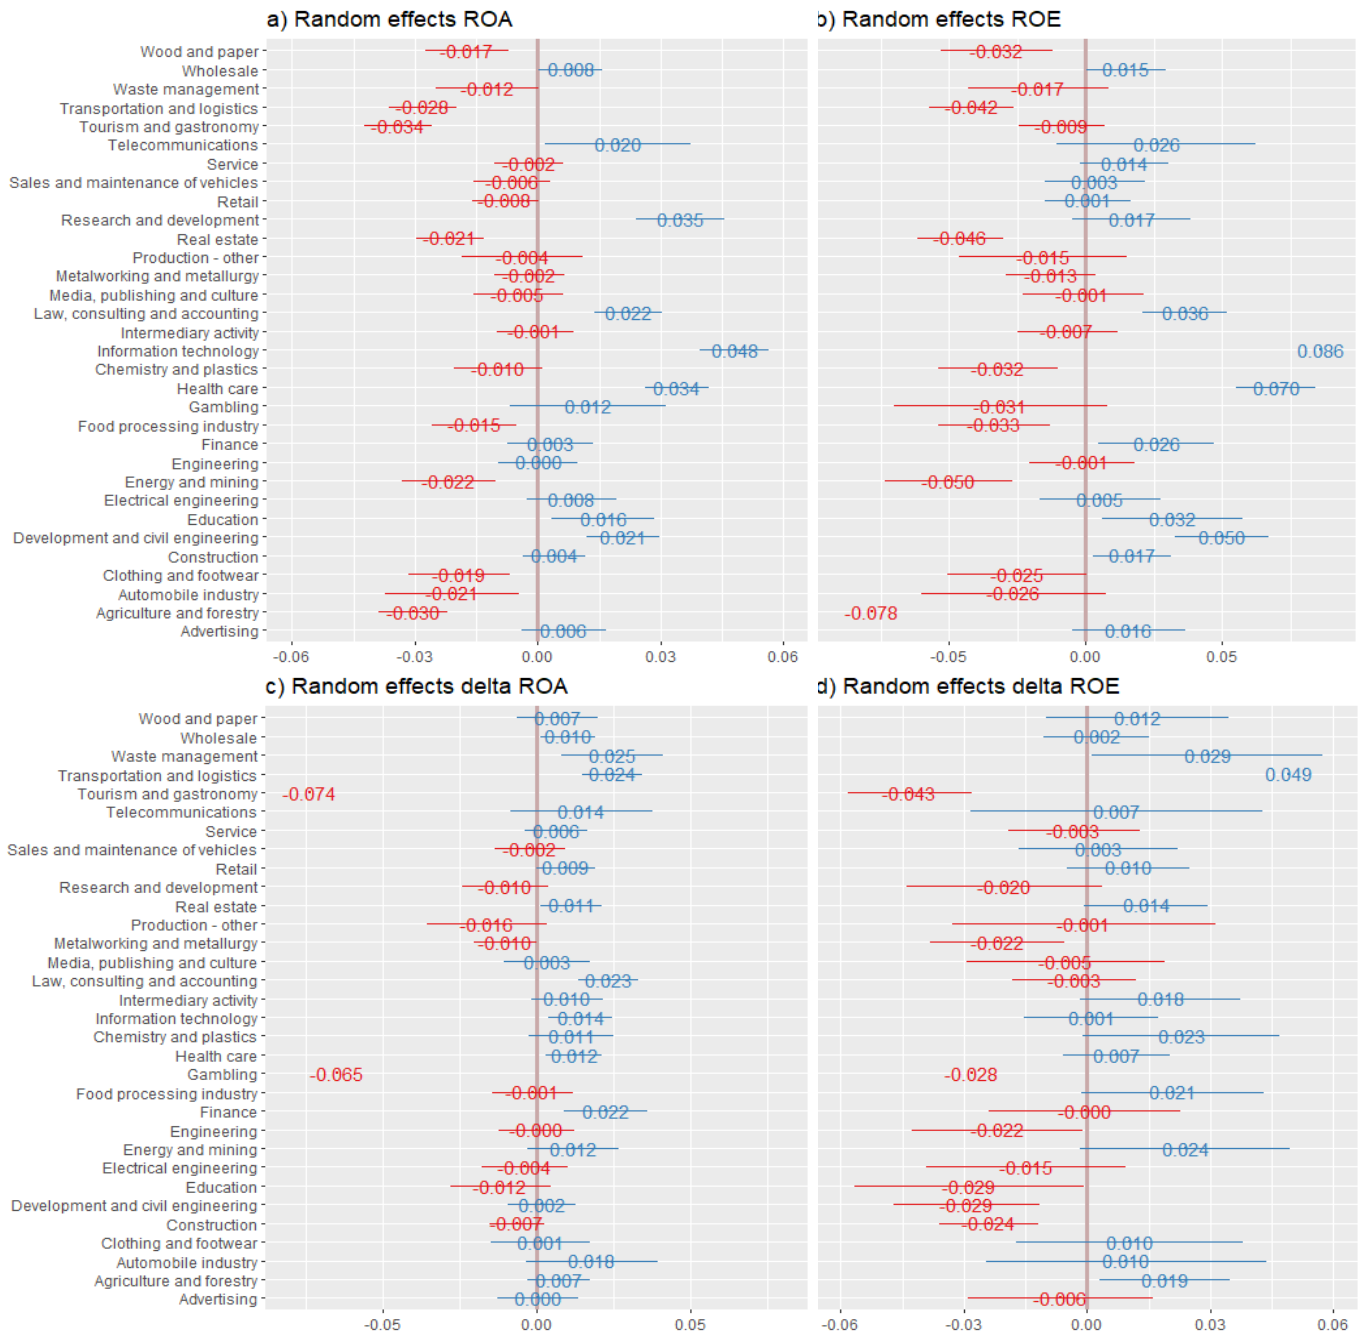 a) Random effects ROA
b) Random effects ROE
Wood and paper -0.017 -0.032
Wholesale 0.008 0.015
Waste management -0.012 -0.017
Transportation and logistics -0.028 -0.042
Tourism and gastronomy -0.034 -0.009
Telecommunications 0.020 0.026
Service -0.002 0.014
Sales and maintenance of vehicles -0.006 0.003
Retail -0.008 0.001
Research and development 0.035 0.017
Real estate -0.021 -0.046
Production - other -0.004 -0.015
Metalworking and metallurgy -0.002 -0.013
Media, publishing and culture -0.005 -0.001
Law, consulting and accounting 0.022 0.036
Intermediary activity -0.001 -0.007
Information technology 0.048 0.086
Chemistry and plastics -0.010 -0.032
Health care 0.034 0.070
Gambling 0.012 -0.031
Food processing industry -0.015 -0.033
Finance 0.003 0.026
Engineering 0.000 -0.001
Energy and mining -0.022 -0.050
Electrical engineering 0.008 0.005
Education 0.016 0.032
Development and civil engineering 0.021 0.050
Construction 0.004 0.017
Clothing and footwear -0.019 -0.025
Automobile industry -0.021 -0.026
Agriculture and forestry -0.030 -0.078
Advertising 0.006 0.016
-0.06 -0.03 0.00 0.03 0.06 -0.05 0.00 0.05
c) Random effects delta ROA
d) Random effects delta ROE
Wood and paper 0.007 0.012
Wholesale 0.010 0.002
Waste management 0.025 0.029
Transportation and logistics 0.024 0.049
Tourism and gastronomy -0.074 -0.043
Telecommunications 0.014 0.007
Service 0.006 -0.003
Sales and maintenance of vehicles -0.002 0.003
Retail 0.009 0.010
Research and development -0.010 -0.020
Real estate 0.011 0.014
Production - other -0.016 -0.001
Metalworking and metallurgy -0.010 -0.022
Media, publishing and culture 0.003 -0.005
Law, consulting and accounting 0.023 -0.003
Intermediary activity 0.010 0.018
Information technology 0.014 0.001
Chemistry and plastics 0.011 0.023
Health care 0.012 0.007
Gambling -0.065 -0.028
Food processing industry -0.001 0.021
Finance 0.022 -0.000
Engineering -0.000 -0.022
Energy and mining 0.012 0.024
Electrical engineering -0.004 -0.015
Education -0.012 -0.029
Development and civil engineering 0.002 -0.029
Construction -0.007 -0.024
Clothing and footwear 0.001 0.010
Automobile industry 0.018 0.010
Agriculture and forestry 0.007 0.019
Advertising 0.000 -0.006
-0.05 0.00 0.05 -0.06 -0.03 0.00 0.03 0.06